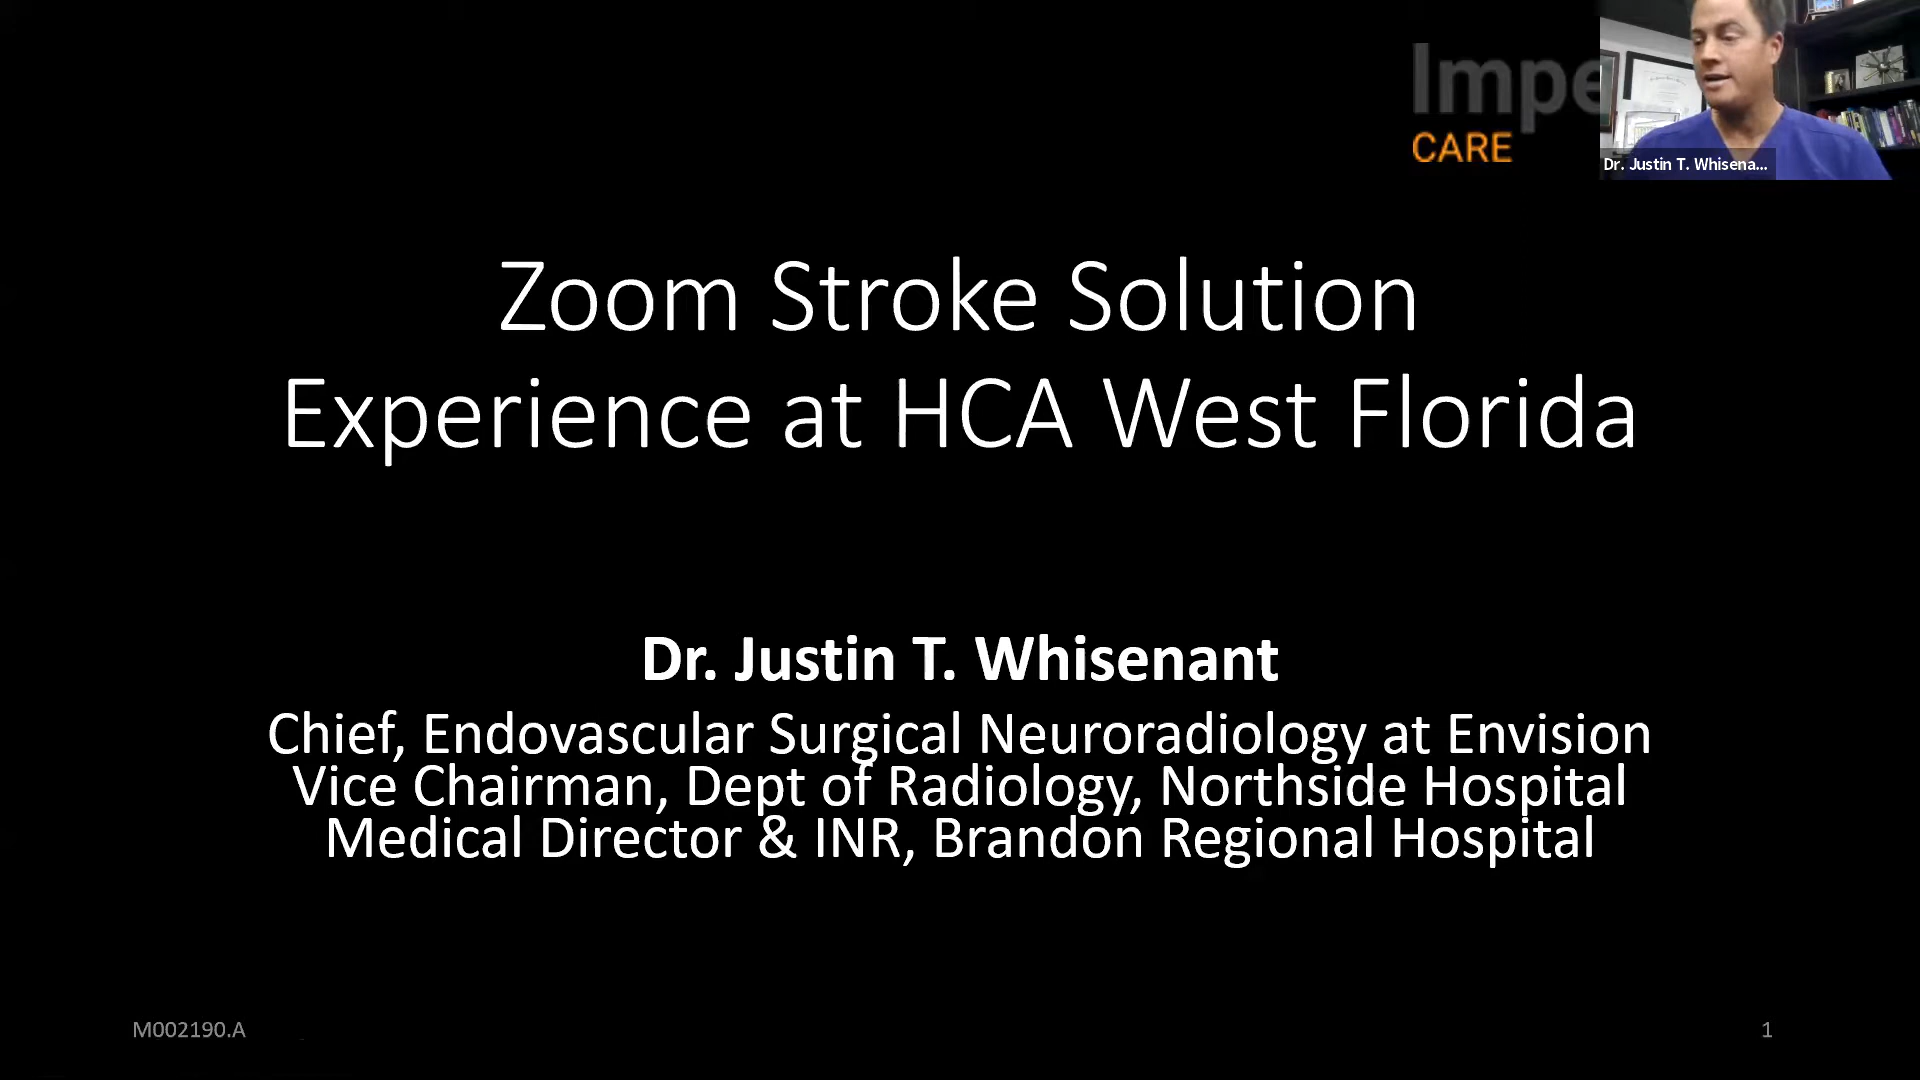 Impe
CARE
Dr. Justin T. Whisena...
Zoom Stroke Solution
Experience at HCA West Florida
Dr. Justin T. Whisenant
Chief, Endovascular Surgical Neuroradiology at Envision
Vice Chairman, Dept of Radiology, Northside Hospital
Medical Director & INR, Brandon Regional Hospital
M002190.A
1